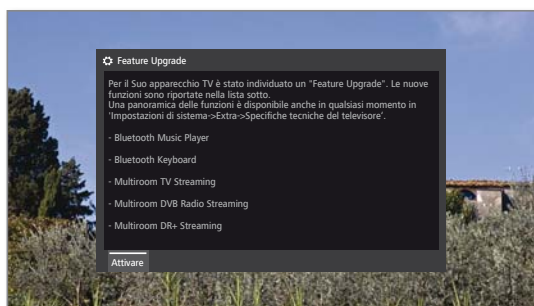 Feature Upgrade
Per il Suo apparecchio TV è stato individuato un "Feature Upgrade". Le nuove
funzioni sono riportate nella lista sotto.
Una panoramica delle funzioni è disponibile anche in qualsiasi momento in
'Impostazioni di sistema->Extra->Specifiche tecniche del televisore'.
- Bluetooth Music Player
- Bluetooth Keyboard
- Multiroom TV Streaming
- Multiroom DVB Radio Streaming
- Multiroom DR+ Streaming
Attivare